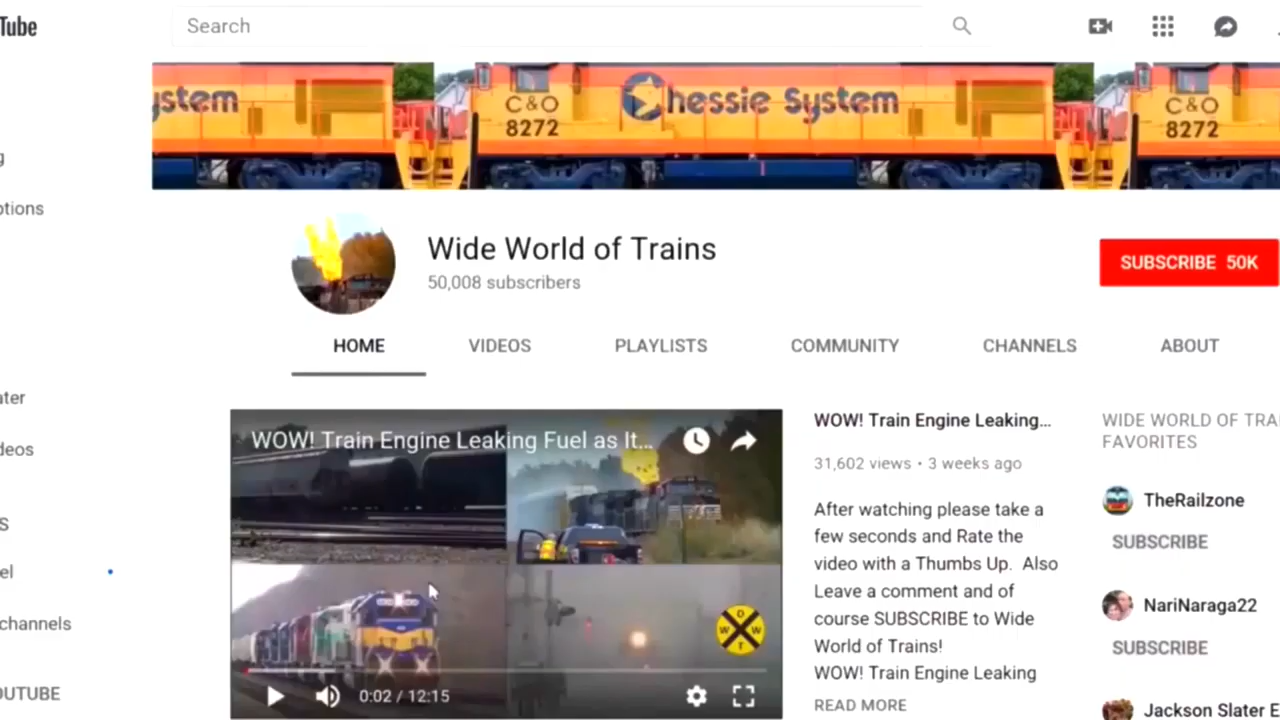 Tube
Search
ystem
C&O
8272
Chessie System
C&O
8272
Wide World of Trains
50,008 subscribers
SUBSCRIBE 50K
HOME
VIDEOS
PLAYLISTS
COMMUNITY
CHANNELS
ABOUT
WOW! Train Engine Leaking Fuel as It...
0:02 / 12:15
WOW! Train Engine Leaking...
31,602 views • 3 weeks ago
After watching please take a
few seconds and Rate the
video with a Thumbs Up. Also
Leave a comment and of
course SUBSCRIBE to Wide
World of Trains!
WOW! Train Engine Leaking
READ MORE
WIDE WORLD OF TRA
FAVORITES
TheRailzone
SUBSCRIBE
NariNaraga22
SUBSCRIBE
Jackson Slater E
g
ptions
ater
deos
S
el
channels
OUTUBE
W O W T